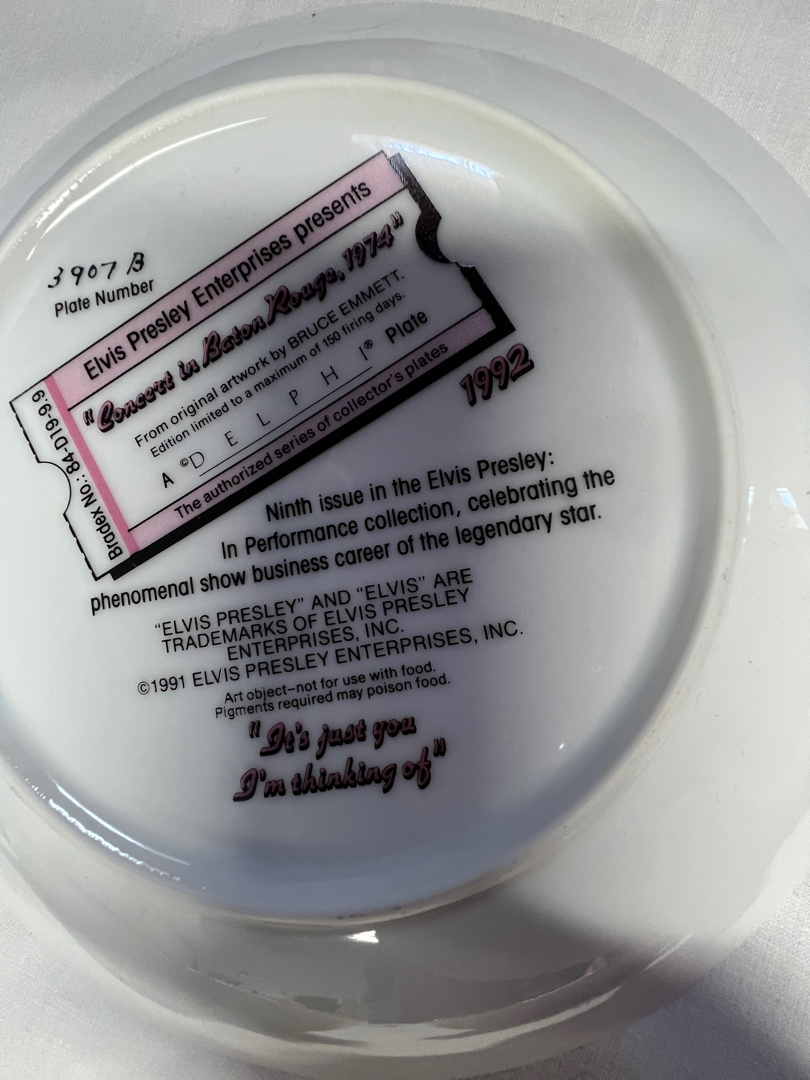 3907 B
Plate Number
Elvis Presley Enterprises presents
"Concert in Baton Rouge, 1974"
From original artwork by BRUCE EMMETT.
Edition limited to a maximum of 150 firing days.
A ©DELPHI® Plate
The authorized series of collector's plates
Bradex No.: 84-D19-9.9
1992
Ninth issue in the Elvis Presley:
In Performance collection, celebrating the
phenomenal show business career of the legendary star.
"ELVIS PRESLEY" AND "ELVIS" ARE
TRADEMARKS OF ELVIS PRESLEY
ENTERPRISES, INC.
©1991 ELVIS PRESLEY ENTERPRISES, INC.
Art object–not for use with food.
Pigments required may poison food.
"It's just you
I'm thinking of"